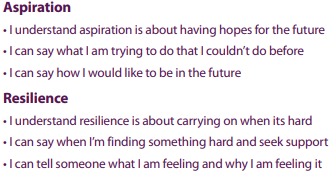 Aspiration
• I understand aspiration is about having hopes for the future
• I can say what I am trying to do that I couldn't do before
• I can say how I would like to be in the future
Resilience
• I understand resilience is about carrying on when its hard
• I can say when I'm finding something hard and seek support
• I can tell someone what I am feeling and why I am feeling it